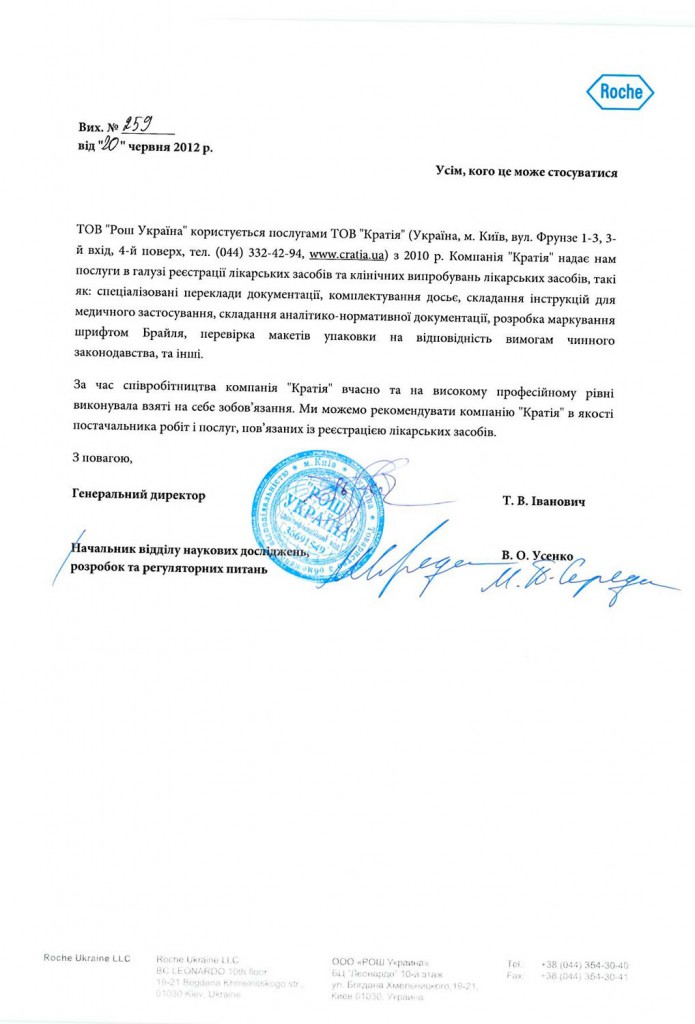 Roche
Вих. № 259
від "20" червня 2012 р.
Усім, кого це може стосуватися
ТОВ "Рош Україна" користується послугами ТОВ "Кратія" (Україна, м. Київ, вул. Фрунзе 1-3, 3-
й вхід, 4-й поверх, тел. (044) 332-42-94, www.cratia.ua) з 2010 р. Компанія "Кратія" надає нам
послуги в галузі реєстрації лікарських засобів та клінічних випробувань лікарських засобів, такі
як: спеціалізовані переклади документації, комплектування досьє, складання інструкцій для
медичного застосування, складання аналітико-нормативної документації, розробка маркування
шрифтом Брайля, перевірка макетів упаковки на відповідність вимогам чинного
законодавства, та інші.
За час співробітництва компанія "Кратія" вчасно та на високому професійному рівні
виконувала взяті на себе зобов’язання. Ми можемо рекомендувати компанію "Кратія" в якості
постачальника робіт і послуг, пов’язаних із реєстрацією лікарських засобів.
З повагою,
Генеральний директор
Т. В. Іванович
м. Київ
"РОШ
УКРАЇНА"
Начальник відділу наукових досліджень,
розробок та регуляторних питань
В. О. Усенко
М. В. Середа
Roche Ukraine LLC
Roche Ukraine LLC
BC LEONARDO 10th floor
19-21 Bogdana Khmelnitskogo str.,
01030 Kiev, Ukraine
ООО «РОШ Украина»
БЦ "Леонардо" 10-й этаж
ул. Богдана Хмельницкого,19-21,
Киев 01030, Украина
Tel.: +38 (044) 354-30-40
Fax: +38 (044) 354-30-41